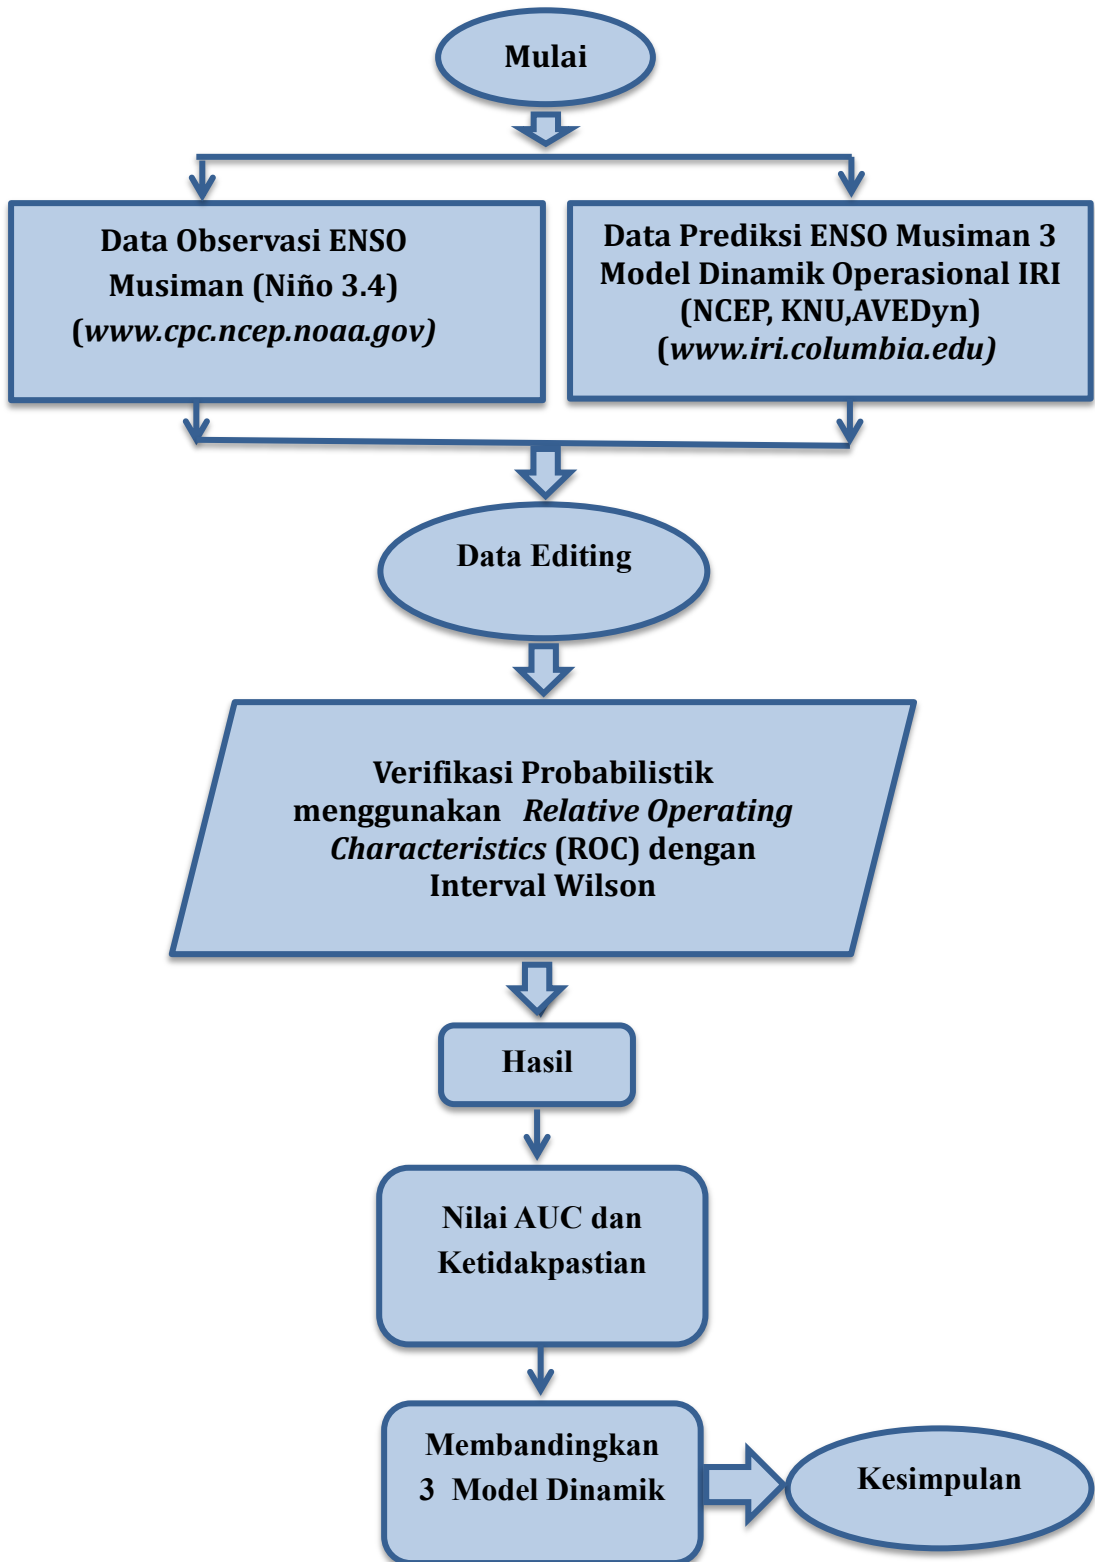 Mulai
Data Observasi ENSO
Musiman (Niño 3.4)
(www.cpc.ncep.noaa.gov)
Data Prediksi ENSO Musiman 3
Model Dinamik Operasional IRI
(NCEP, KNU,AVEDyn)
(www.iri.columbia.edu)
Data Editing
Verifikasi Probabilistik
menggunakan Relative Operating
Characteristics (ROC) dengan
Interval Wilson
Hasil
Nilai AUC dan
Ketidakpastian
Membandingkan
3 Model Dinamik
Kesimpulan